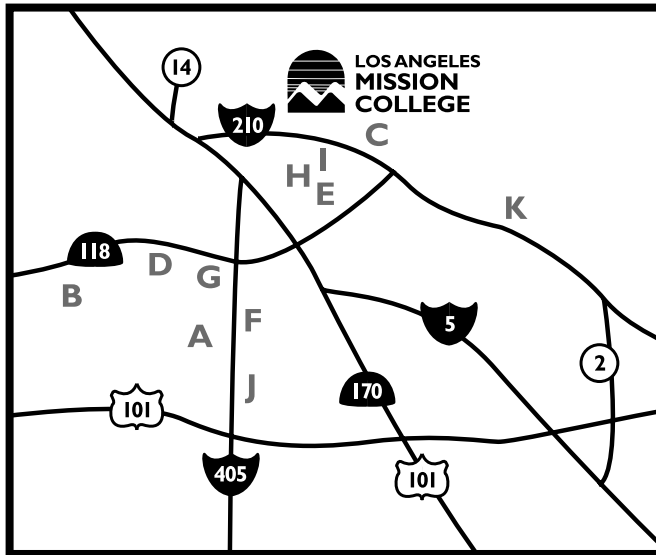 14
LOS ANGELES
MISSION
COLLEGE
210
C
I
H
E
K
118
D
G
B
F
5
A
2
J
170
101
405
101